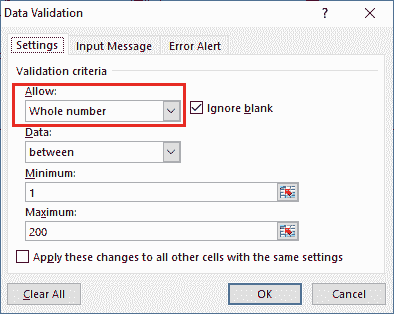 Data Validation ? ×
Settings Input Message Error Alert
Validation criteria
Allow:
Whole number Ignore blank
Data:
between
Minimum:
1
Maximum:
200
Apply these changes to all other cells with the same settings
Clear All OK Cancel